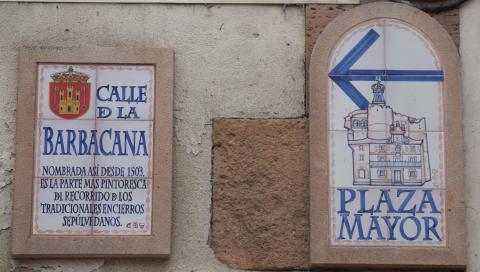 CALLE
D LA
BARBACANA
NOMBRADA ASÍ DESDE 1503,
ES LA PARTE MAS PINTORESCA
DL RECORRIDO D LOS
TRADICIONALES ENCIERROS
SEPULVEDANOS.
PLAZA
MAYOR